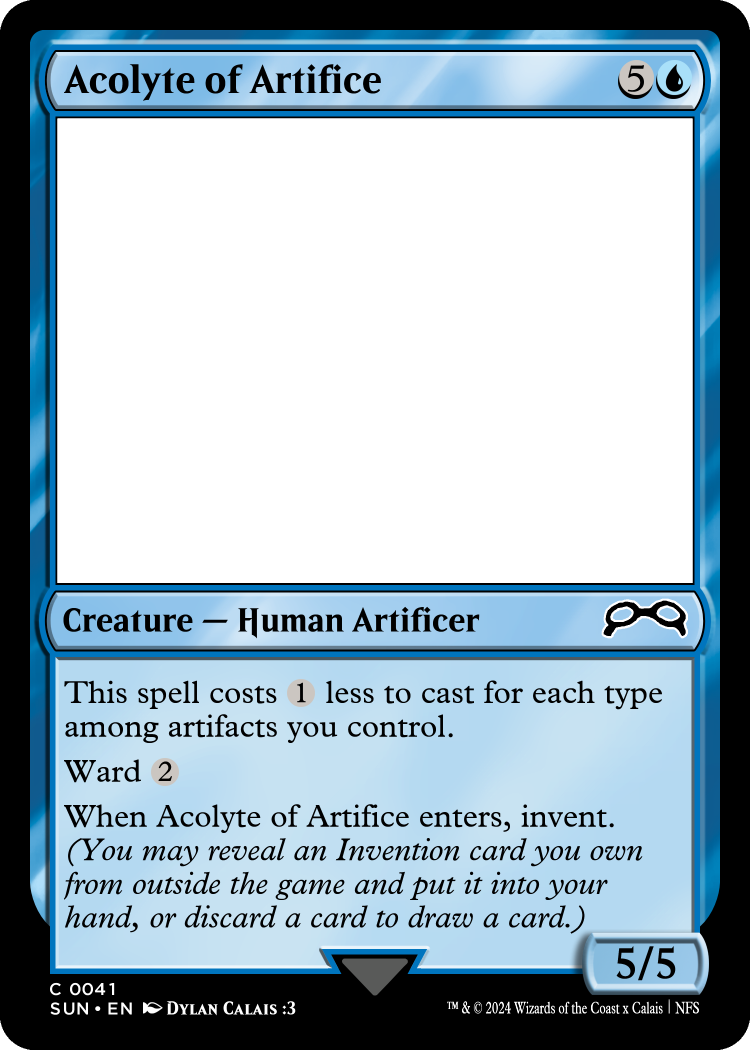 Acolyte of Artifice 5
Creature — Human Artificer
This spell costs 1 less to cast for each type
among artifacts you control.
Ward 2
When Acolyte of Artifice enters, invent.
(You may reveal an Invention card you own
from outside the game and put it into your
hand, or discard a card to draw a card.)
5/5
C 0041
SUN • EN Dylan Calais :3
™ & © 2024 Wizards of the Coast x Calais | NFS